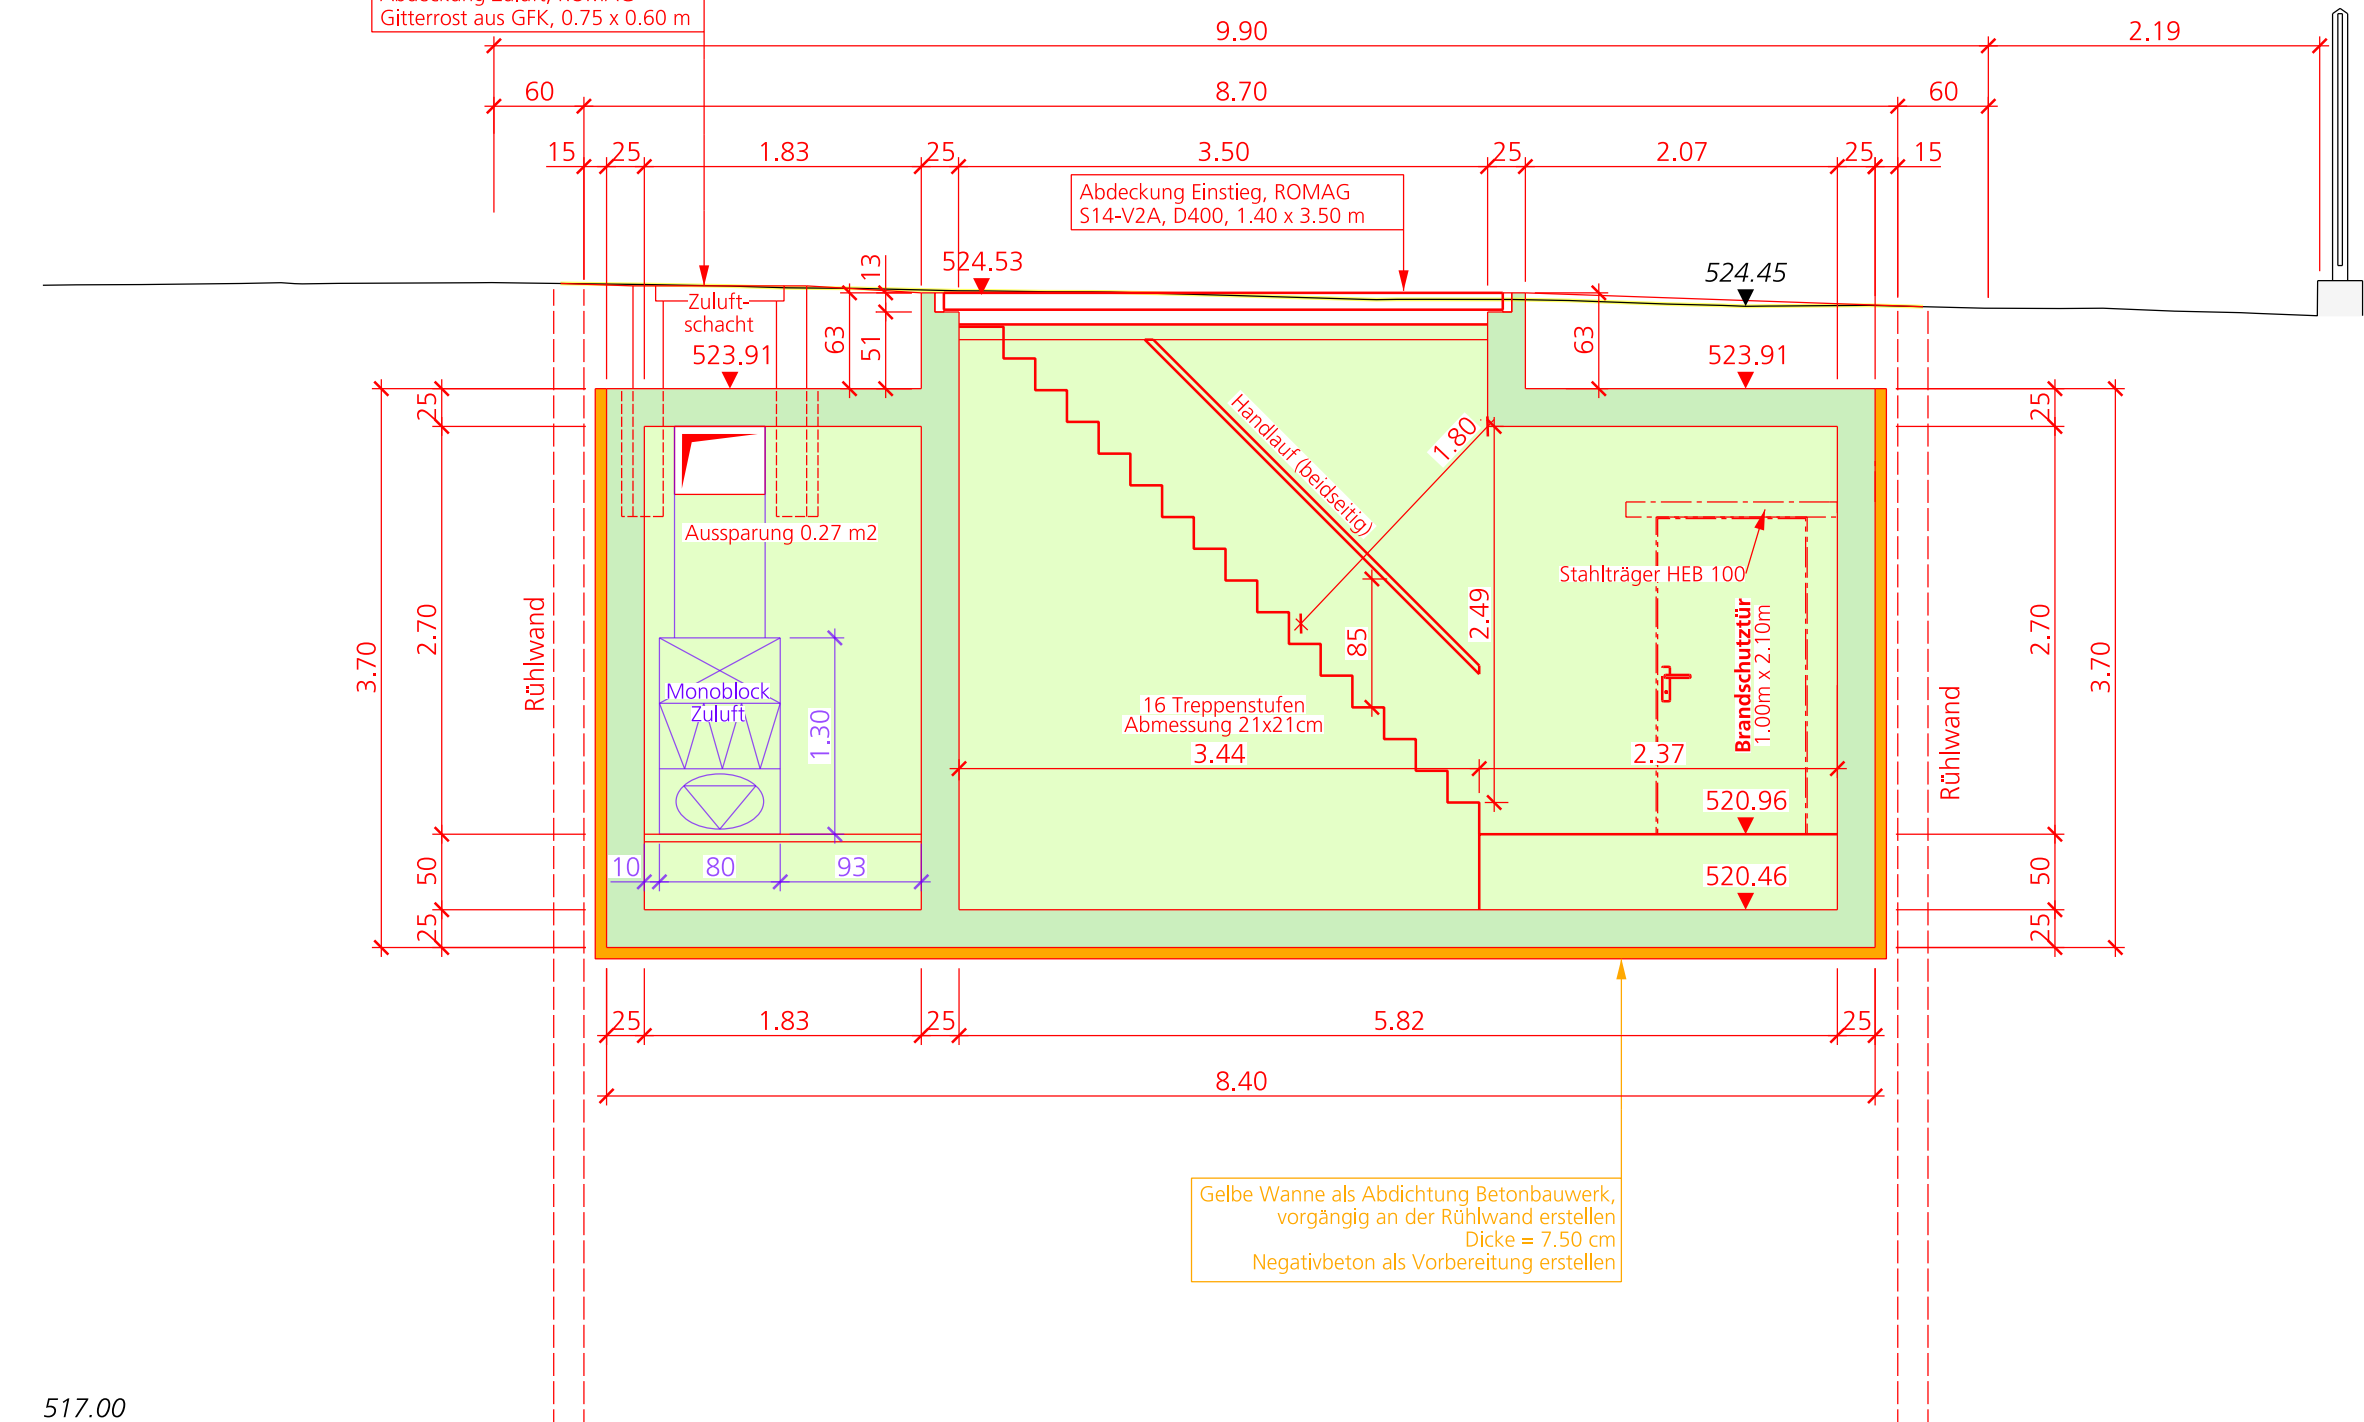 Gitterrost aus GFK, 0.75 x 0.60 m
9.90
2.19
60
8.70
60
15
25
1.83
25
3.50
25
2.07
25
15
Abdeckung Einstieg, ROMAG
S14-V2A, D400, 1.40 x 3.50 m
13
524.53
524.45
Zuluft-
schacht
523.91
63
51
63
523.91
25
25
Handlauf (beidseitig)
1.80
Aussparung 0.27 m2
Stahlträger HEB 100
Brandschutztür
1.00m x 2.10m
2.49
85
Rühlwand
2.70
3.70
2.70
3.70
Rühlwand
Monoblock
Zuluft
1.30
16 Treppenstufen
Abmessung 21x21cm
3.44
2.37
520.96
10
80
93
50
520.46
50
25
25
25
1.83
25
5.82
25
8.40
Gelbe Wanne als Abdichtung Betonbauwerk,
vorgängig an der Rühlwand erstellen
Dicke = 7.50 cm
Negativbeton als Vorbereitung erstellen
517.00